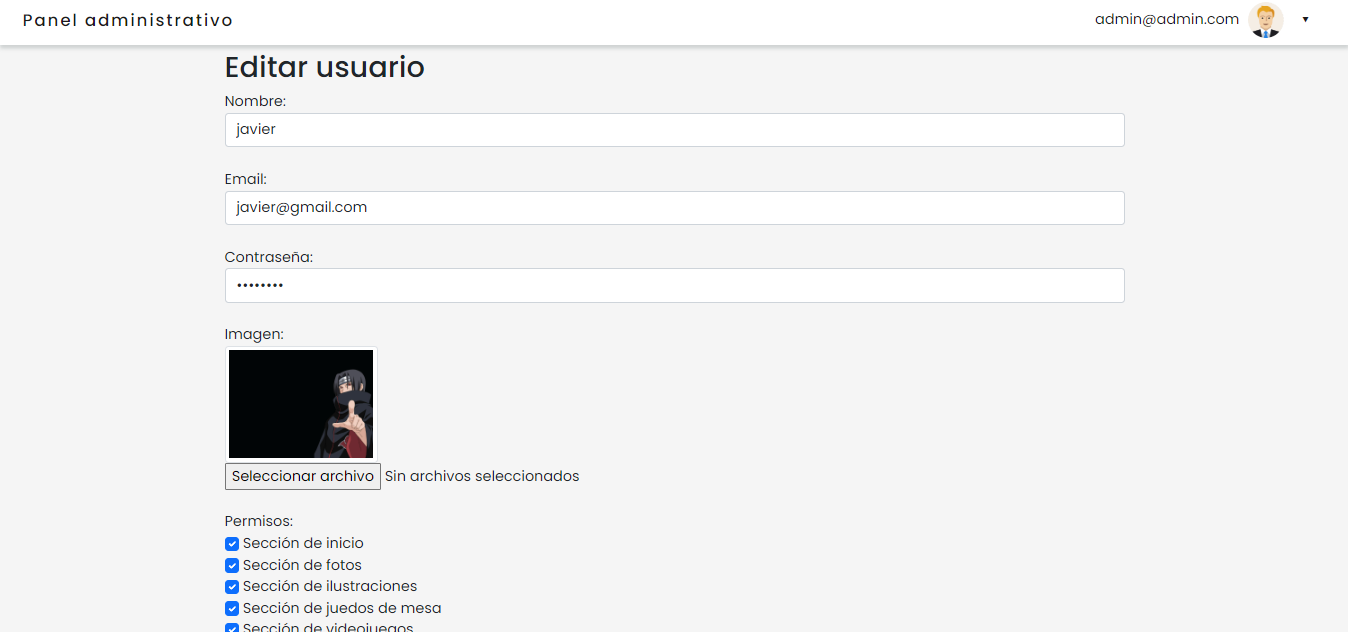 Panel administrativo
admin@admin.com
Editar usuario
Nombre:
javier
Email:
javier@gmail.com
Contraseña:
••••••••
Imagen:
Seleccionar archivo Sin archivos seleccionados
Permisos:
Sección de inicio
Sección de fotos
Sección de ilustraciones
Sección de juedos de mesa
Sección de videojuegos